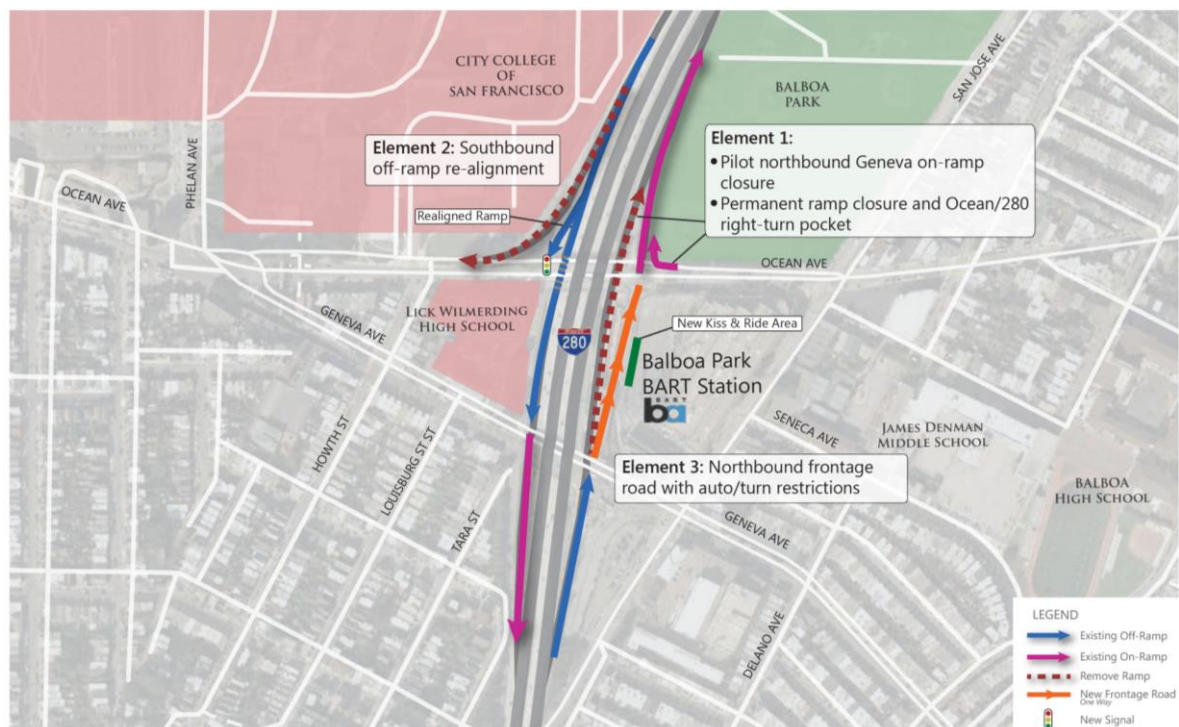 CITY COLLEGE
OF
SAN FRANCISCO
BALBOA
PARK
SAN JOSE AVE
PHELAN AVE
OCEAN AVE
Element 2: Southbound
off-ramp re-alignment
Realigned Ramp
Element 1:
• Pilot northbound Geneva on-ramp
closure
• Permanent ramp closure and Ocean/280
right-turn pocket
OCEAN AVE
GENEVA AVE
LICK WILMERDING
HIGH SCHOOL
280
New Kiss & Ride Area
Balboa Park
BART Station
BART
ba
HOWTH ST
LOUISBURG ST ST
TARA ST
SENECA AVE
JAMES DENMAN
MIDDLE SCHOOL
BALBOA
HIGH SCHOOL
Element 3: Northbound frontage
road with auto/turn restrictions
GENEVA AVE
DELANO AVE
LEGEND
Existing Off-Ramp
Existing On-Ramp
Remove Ramp
New Frontage Road
One Way
New Signal